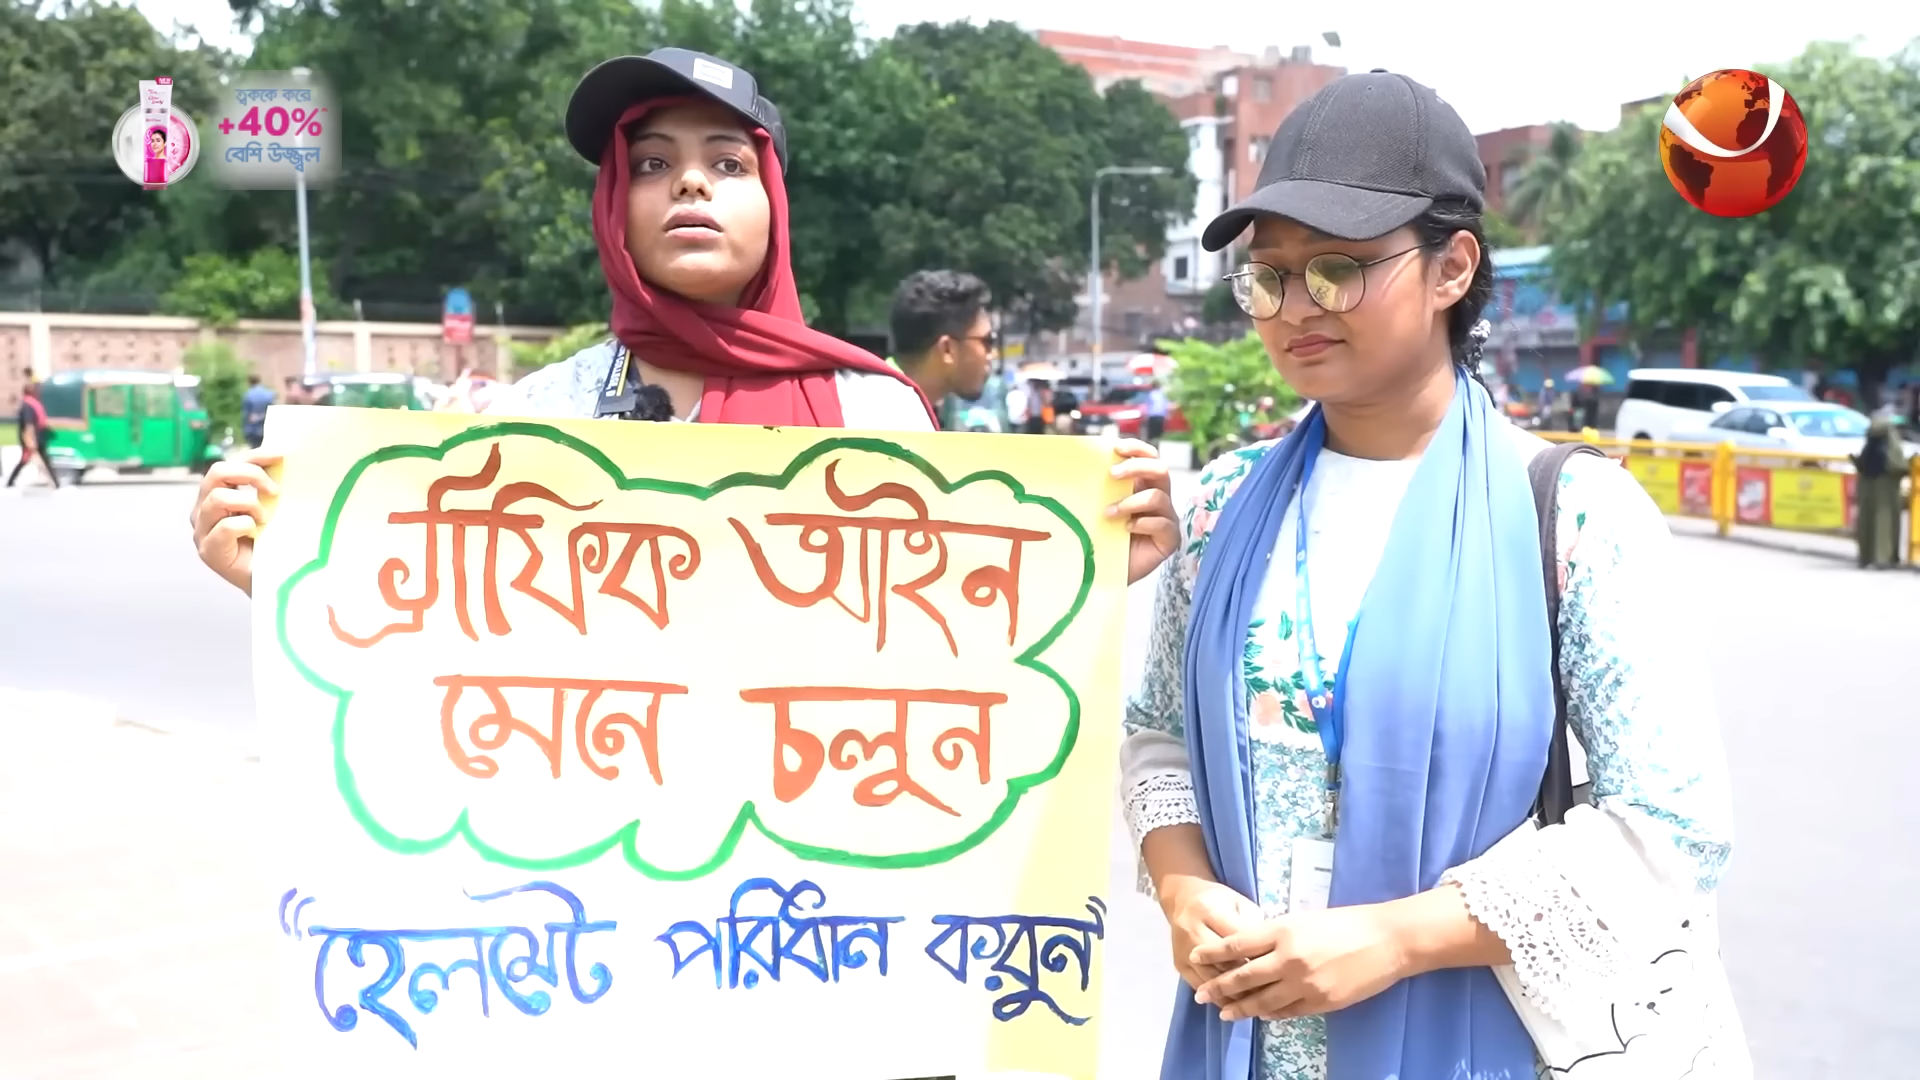 ত্বককে করে
+40%
বেশি উজ্জ্বল
ট্রাফিক আইন
মেনে চলুন
"হেলমেট পরিধান করুন"